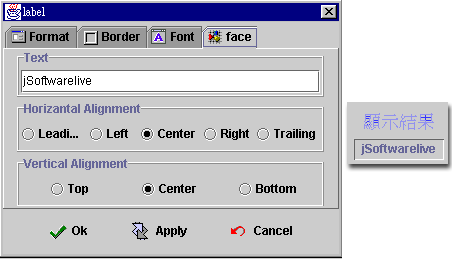 label
Format Border Font face
Text
jSoftwarelive
Horizantal Alignment
Leadi... Left Center Right Trailing
Vertical Alignment
Top Center Bottom
Ok Apply Cancel
顯示結果
jSoftwarelive